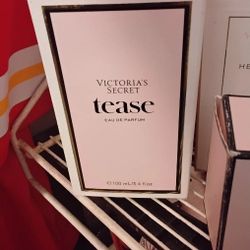 VICTORIA'S
SECRET
tease
EAU DE PARFUM
100 mL/3.4 fl oz